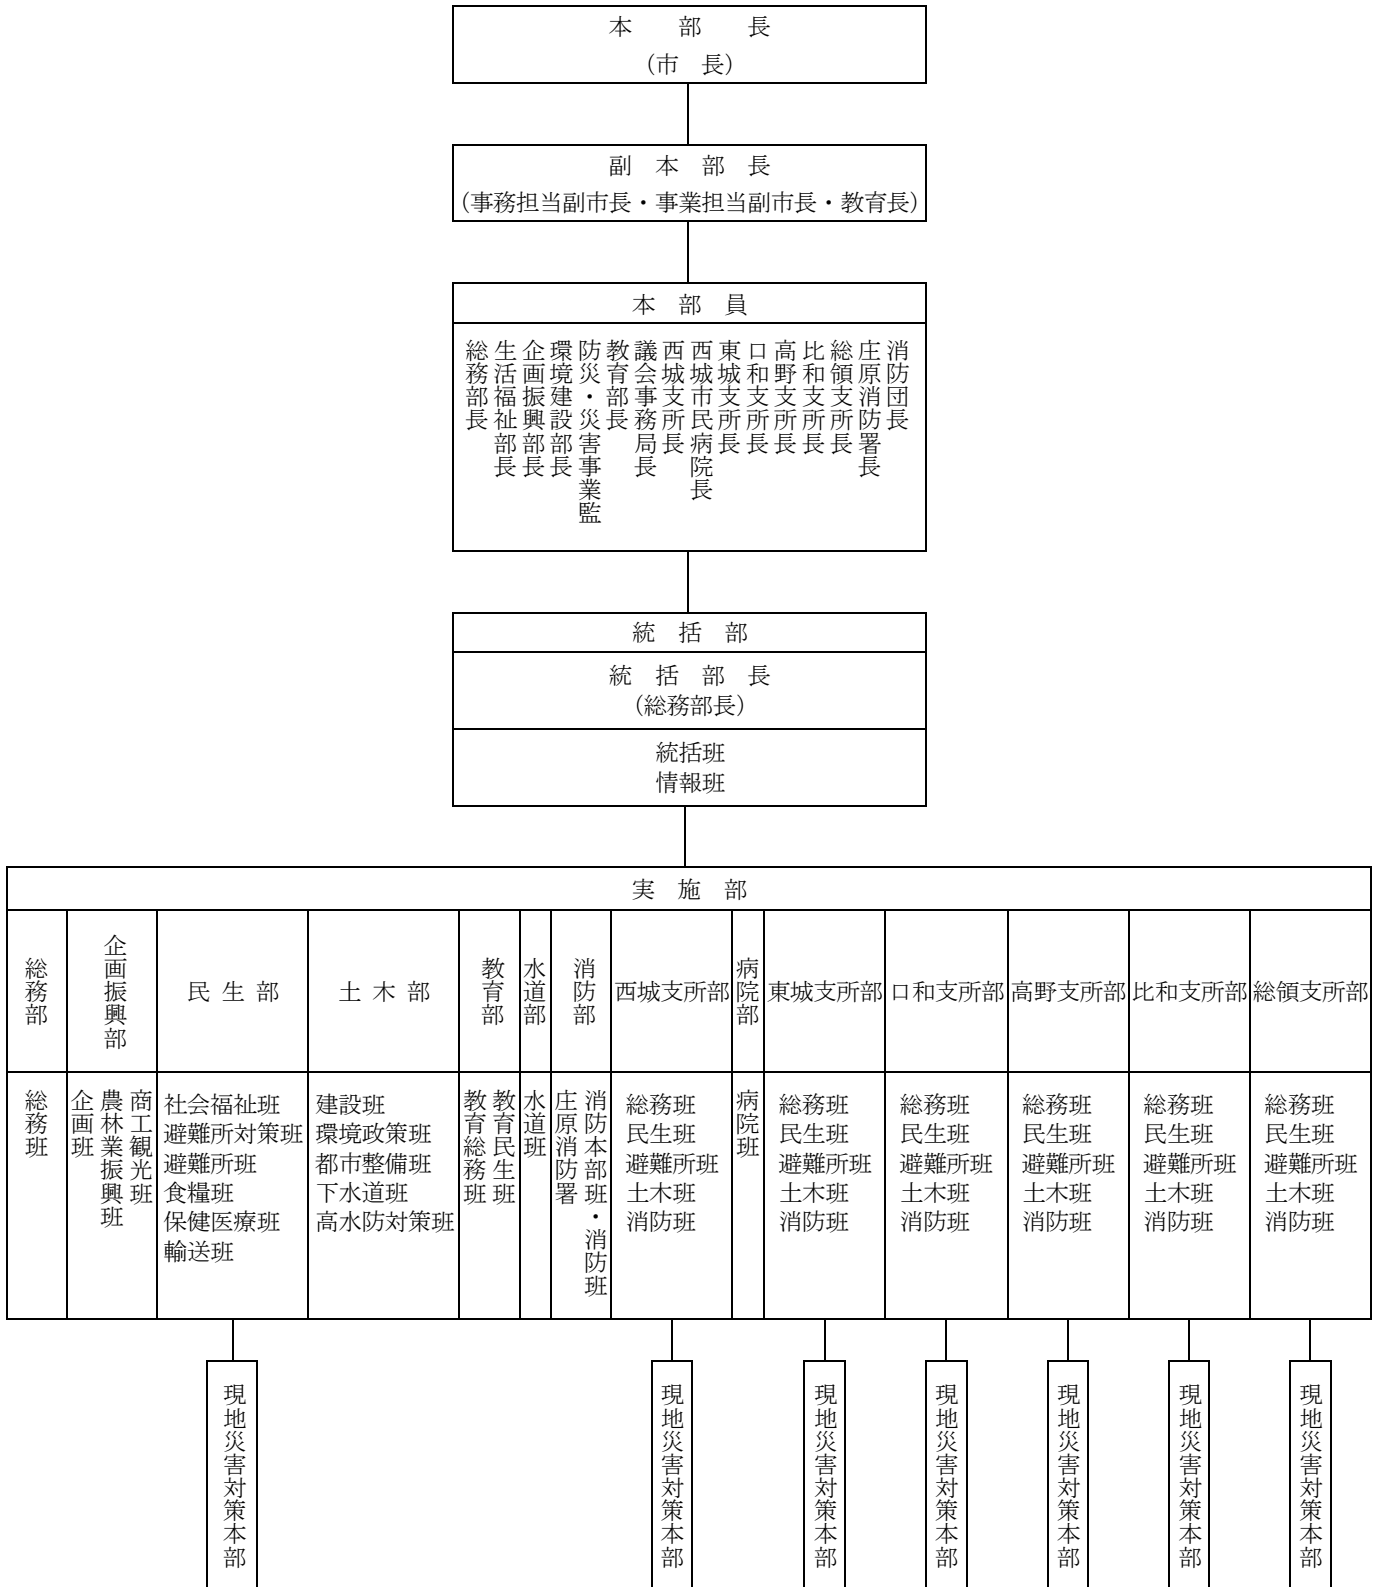 本　部　長
（市　長）
副　本　部　長
（事務担当副市長・事業担当副市長・教育長）
本　部　員
総務部長
生活福祉部長
企画振興部長
環境建設部長
防災・災害事業監
教育部長
議会事務局長
西城支所長
西城市民病院長
東城支所長
口和支所長
高野支所長
比和支所長
総領支所長
庄原消防署長
消防団長
統　括　部
統　括　部　長
（総務部長）
統括班
情報班
実　施　部
総務部
企画振興部
民 生 部
土 木 部
教育部
水道部
消防部
西城支所部
病院部
東城支所部
口和支所部
高野支所部
比和支所部
総領支所部
総務班
企画班
農林業振興班
商工観光班
社会福祉班
避難所対策班
避難所班
食糧班
保健医療班
輸送班
建設班
環境政策班
都市整備班
下水道班
高水防対策班
教育総務班
教育民生班
水道班
庄原消防署
消防本部班・消防班
総務班
民生班
避難所班
土木班
消防班
病院班
総務班
民生班
避難所班
土木班
消防班
総務班
民生班
避難所班
土木班
消防班
総務班
民生班
避難所班
土木班
消防班
総務班
民生班
避難所班
土木班
消防班
総務班
民生班
避難所班
土木班
消防班
現地災害対策本部
現地災害対策本部
現地災害対策本部
現地災害対策本部
現地災害対策本部
現地災害対策本部
現地災害対策本部